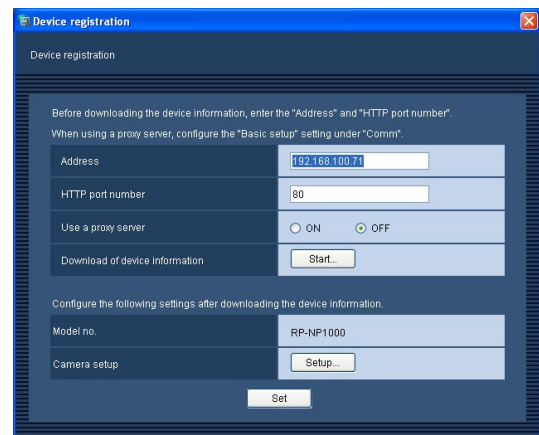 Device registration
Device registration
Before downloading the device information, enter the "Address" and "HTTP port number".
When using a proxy server, configure the "Basic setup" setting under "Comm".
Address 192.168.100.71
HTTP port number 80
Use a proxy server ON OFF
Download of device information Start...
Configure the following settings after downloading the device information.
Model no. RP-NP1000
Camera setup Setup...
Set